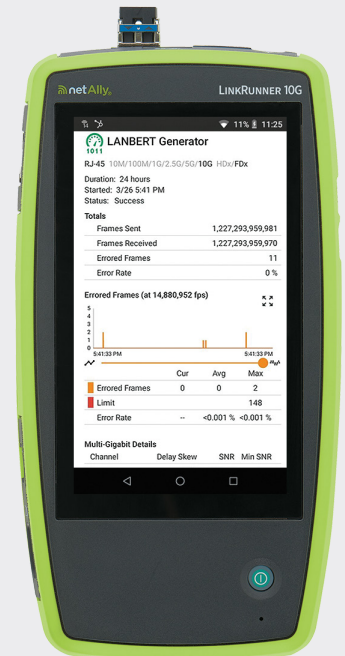 netAlly®
LINKRUNNER 10G
11% 11:25
1011
LANBERT Generator
RJ-45 10M/100M/1G/2.5G/5G/10G HDx/FDx
Duration: 24 hours
Started: 3/26 5:41 PM
Status: Success
Totals
Frames Sent 1,227,293,959,981
Frames Received 1,227,293,959,970
Errored Frames 11
Error Rate 0 %
Errored Frames (at 14,880,952 fps)
5
4
3
2
1
0
5:41:33 PM 5:41:33 PM
Cur Avg Max
Errored Frames 0 0 2
Limit 148
Error Rate -- <0.001 % <0.001 %
Multi-Gigabit Details
Channel Delay Skew SNR Min SNR